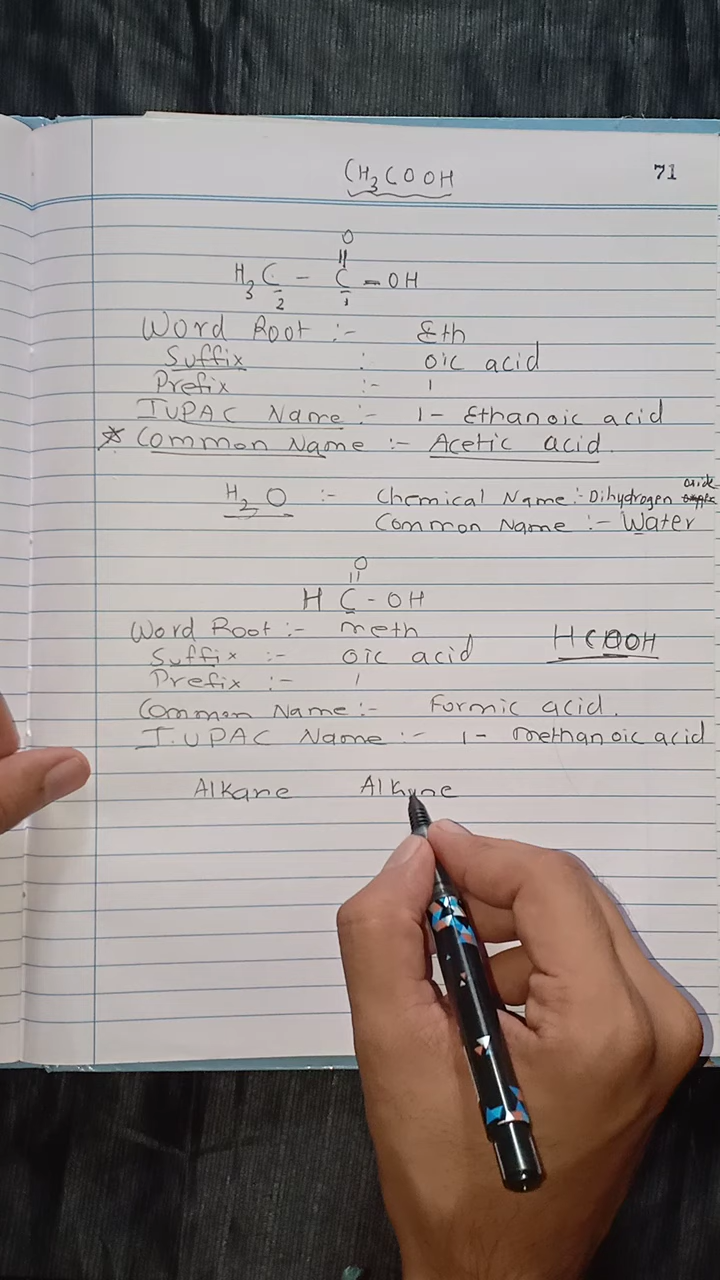 CH3COOH 71
O
||
H3C - C - OH
2 1
Word Root :- Eth
Suffix : oic acid
Prefix :- 1
IUPAC Name :- 1- Ethanoic acid
* Common Name :- Acetic acid.
oxide
H2O :- Chemical Name:- Dihydrogen
Common Name :- Water
O
||
H C - OH
Word Root :- meth
HCOOH
Suffix :- oic acid
Prefix :- 1
Common Name :- Formic acid.
I.UPAC Name :- 1- methanoic acid
Alkane Alkyne